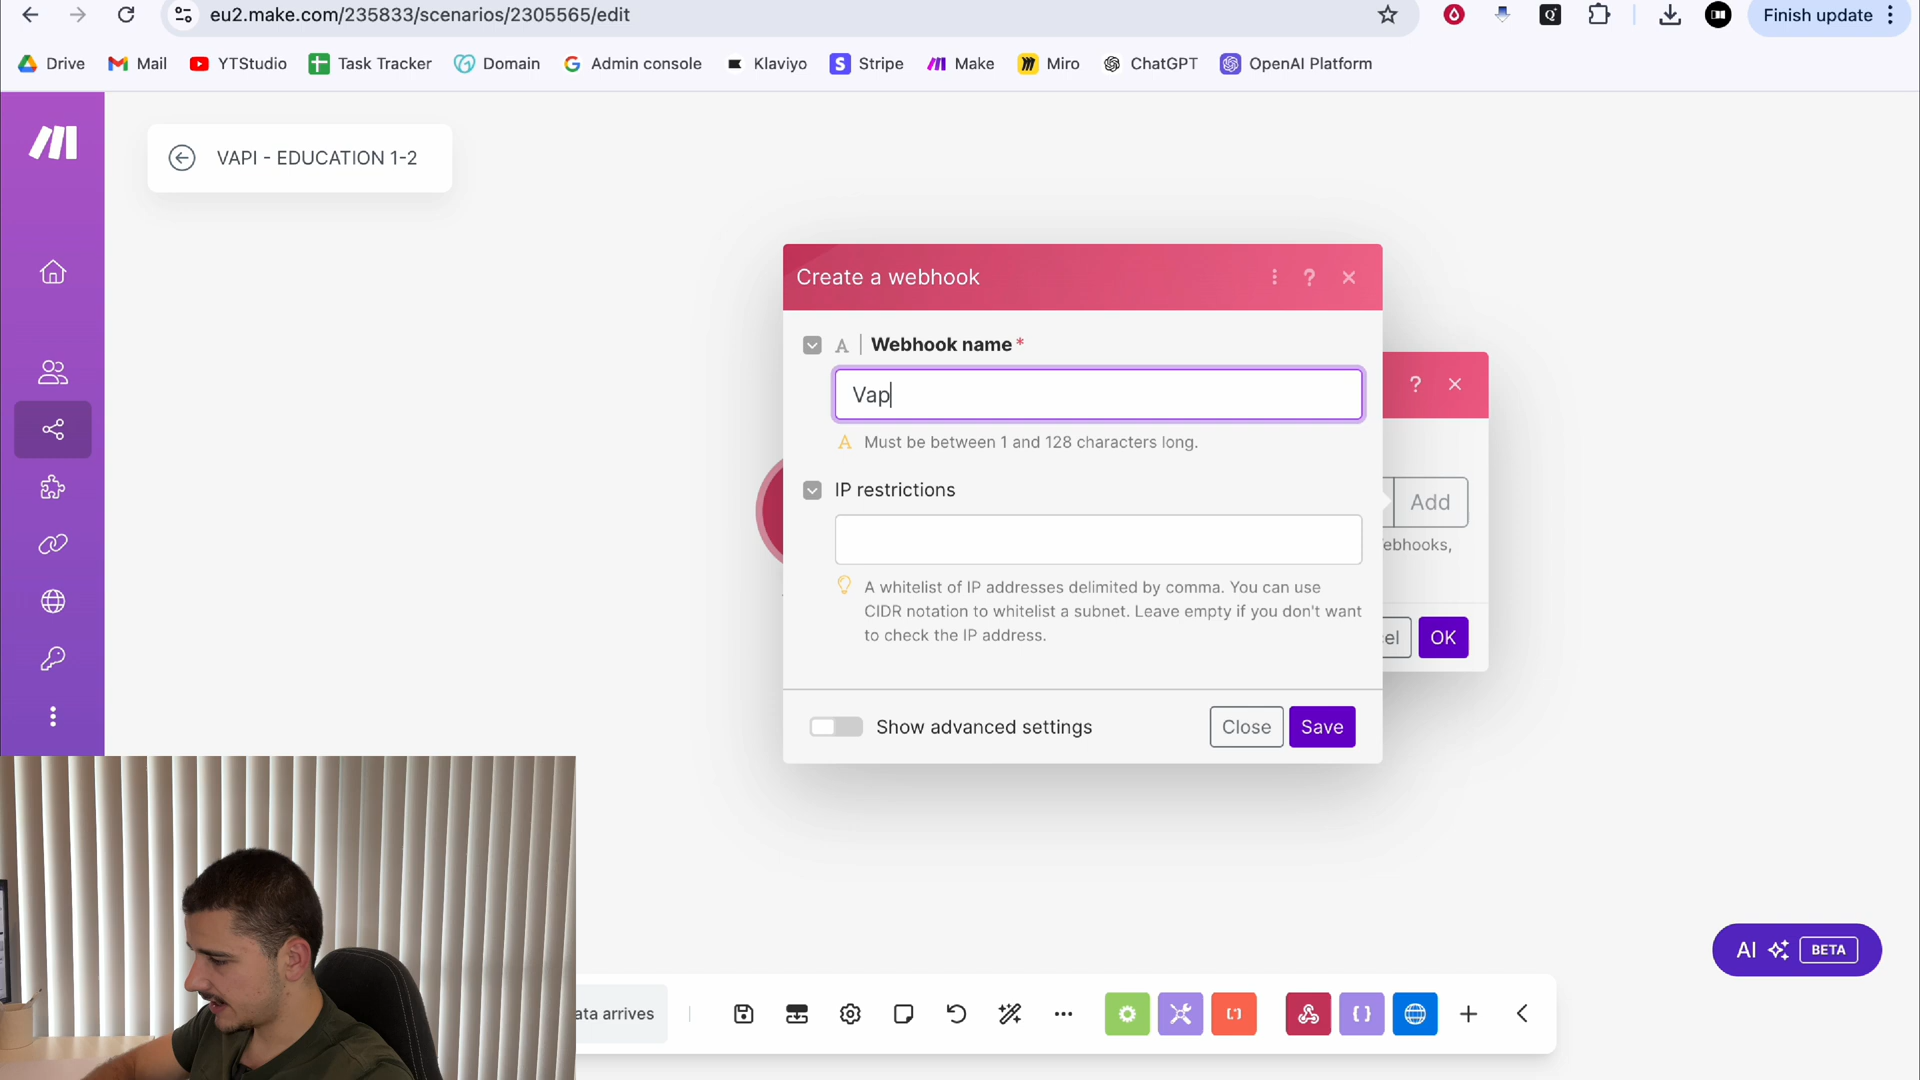 eu2.make.com/235833/scenarios/2305565/edit
Finish update
Drive
Mail
YTStudio
Task Tracker
Domain
Admin console
Klaviyo
Stripe
Make
Miro
ChatGPT
OpenAI Platform
VAPI - EDUCATION 1-2
Create a webhook
Webhook name *
Vap
Must be between 1 and 128 characters long.
IP restrictions
A whitelist of IP addresses delimited by comma. You can use
CIDR notation to whitelist a subnet. Leave empty if you don't want
to check the IP address.
Show advanced settings
Close
Save
Add
ebhooks,
cel
OK
AI
BETA
ata arrives